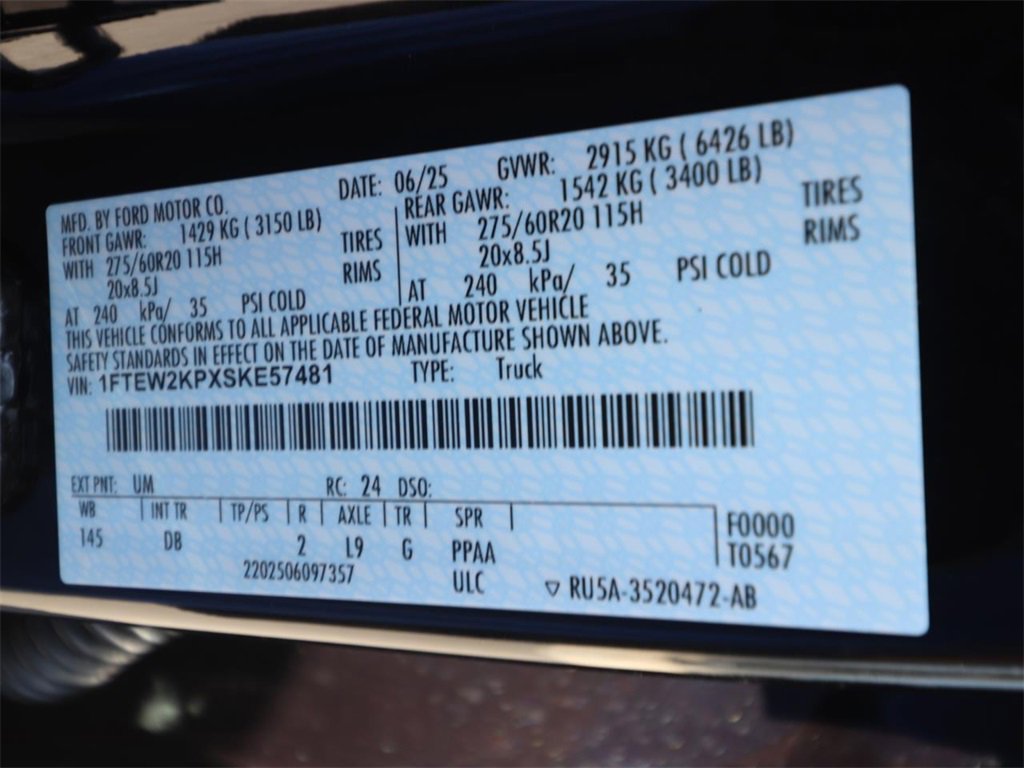 MFD. BY FORD MOTOR CO. DATE: 06/25 GVWR: 2915 KG ( 6426 LB)
FRONT GAWR: 1429 KG ( 3150 LB) REAR GAWR: 1542 KG ( 3400 LB)
WITH 275/60R20 115H TIRES WITH 275/60R20 115H TIRES
20x8.5J RIMS 20x8.5J RIMS
AT 240 kPa/ 35 PSI COLD AT 240 kPa/ 35 PSI COLD
THIS VEHICLE CONFORMS TO ALL APPLICABLE FEDERAL MOTOR VEHICLE
SAFETY STANDARDS IN EFFECT ON THE DATE OF MANUFACTURE SHOWN ABOVE.
VIN: 1FTEW2KPXSKE57481 TYPE: Truck
EXT PNT: UM RC: 24 DSO:
WB INT TR TP/PS R AXLE TR SPR F0000
145 DB 2 L9 G PPAA T0567
2202506097357 ULC ▽ RU5A-3520472-AB